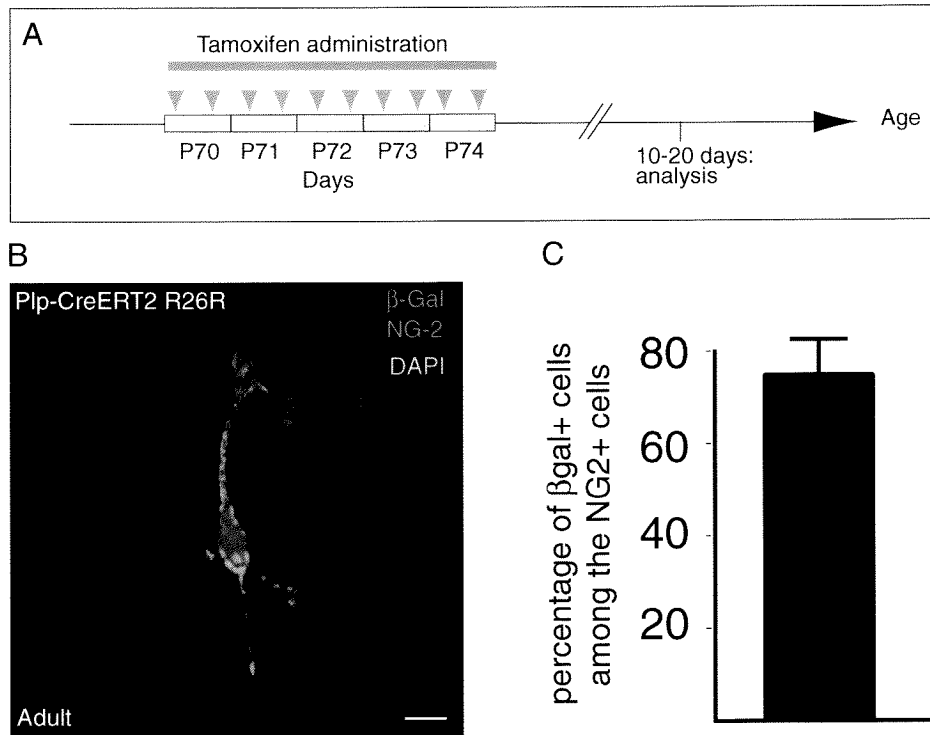 A
Tamoxifen administration
P70 P71 P72 P73 P74
Days
Age
10-20 days:
analysis
B
Plp-CreERT2 R26R
β-Gal
NG-2
DAPI
Adult
C
percentage of βgal+ cells
among the NG2+ cells
80
60
40
20